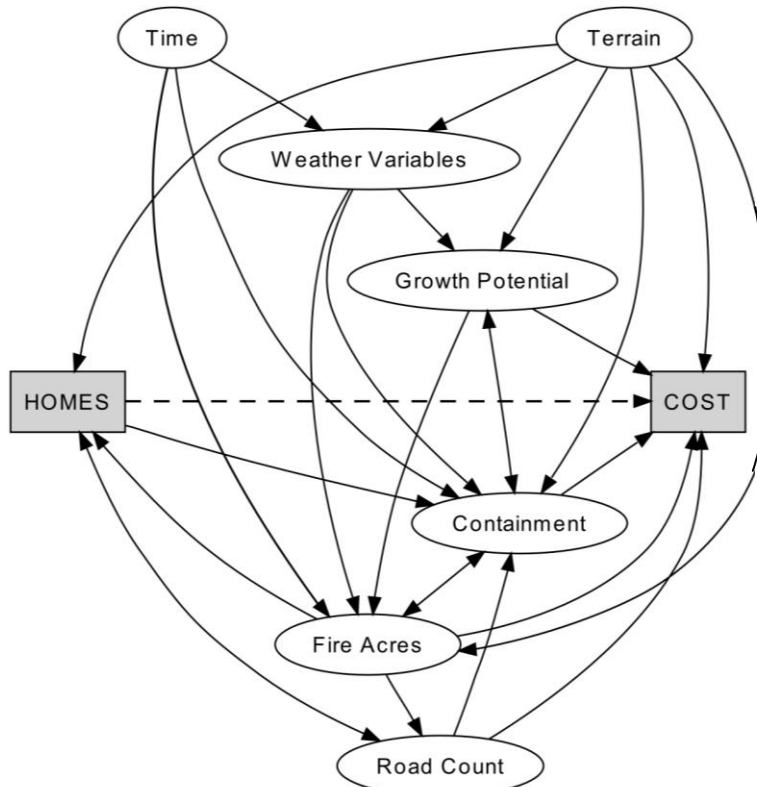 Time
Terrain
Weather Variables
Growth Potential
HOMES
COST
Containment
Fire Acres
Road Count